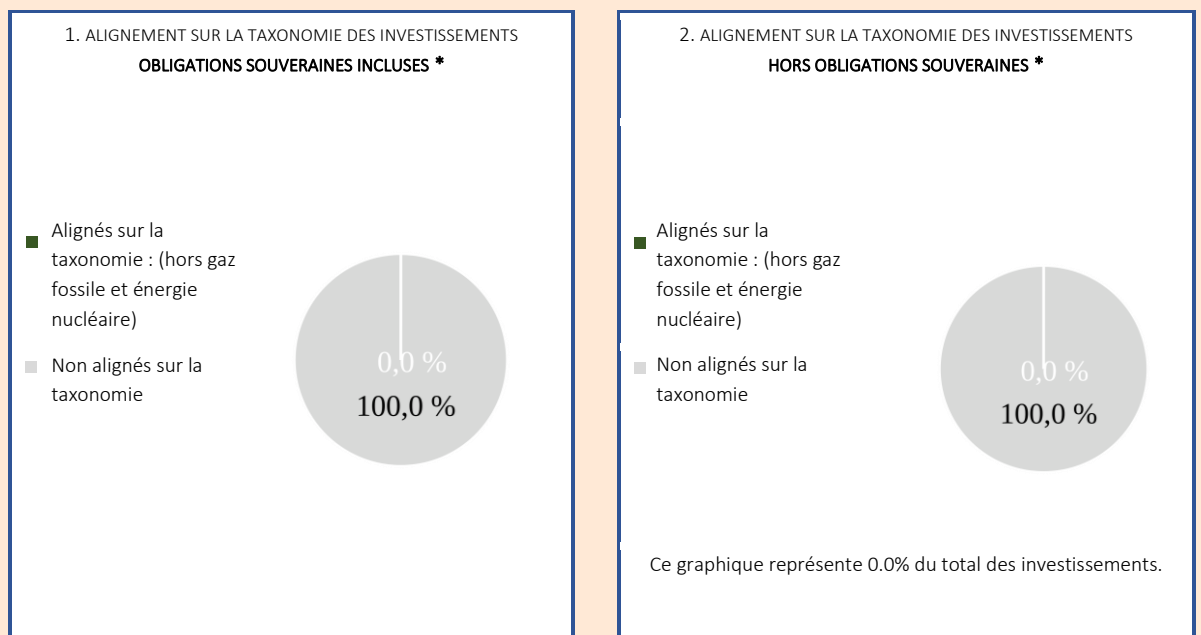 1. ALIGNEMENT SUR LA TAXONOMIE DES INVESTISSEMENTS
OBLIGATIONS SOUVERAINES INCLUSES *
Alignés sur la
taxonomie : (hors gaz
fossile et énergie
nucléaire)
Non alignés sur la
taxonomie
0,0 %
100,0 %
2. ALIGNEMENT SUR LA TAXONOMIE DES INVESTISSEMENTS
HORS OBLIGATIONS SOUVERAINES *
Alignés sur la
taxonomie : (hors gaz
fossile et énergie
nucléaire)
Non alignés sur la
taxonomie
0,0 %
100,0 %
Ce graphique représente 0.0% du total des investissements.